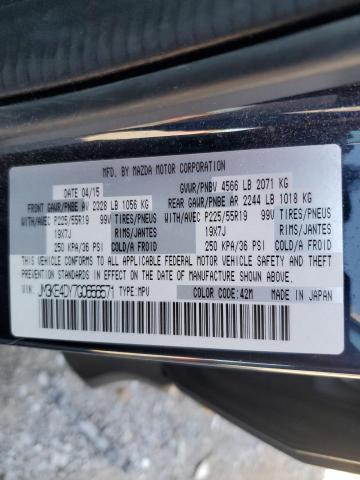 MFD. BY MAZDA MOTOR CORPORATION
DATE 04/15 GVWR/PNBV 4566 LB 2071 KG
FRONT GAWR/PNBE AV 2328 LB 1056 KG REAR GAWR/PNBE AR 2244 LB 1018 KG
WITH/AVEC P225/55R19 99V TIRES/PNEUS WITH/AVEC P225/55R19 99V TIRES/PNEUS
19X7J RIMS/JANTES 19X7J RIMS/JANTES
250 KPA/36 PSI COLD/A FROID 250 KPA/36 PSI COLD/A FROID
THIS VEHICLE CONFORMS TO ALL APPLICABLE FEDERAL MOTOR VEHICLE SAFETY AND THEFT
PREVENTION STANDARDS IN EFFECT ON THE DATE OF MANUFACTURE SHOWN ABOVE.
VIN: JM3KE4DY7G0656571 TYPE:MPV COLOR CODE:42M MADE IN JAPAN